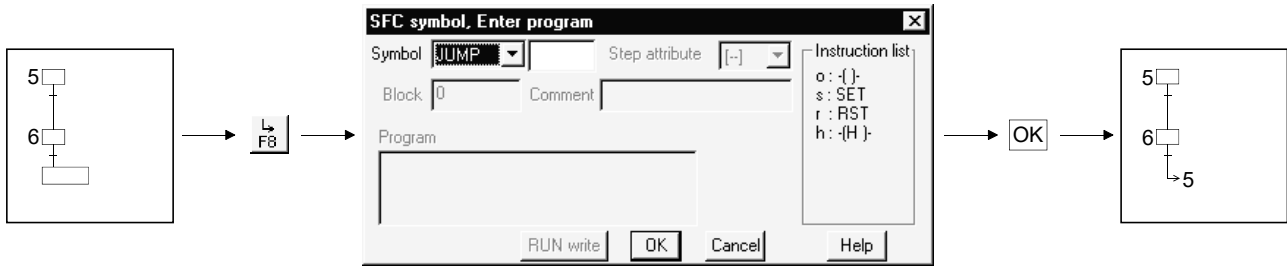 5
6
F8
SFC symbol, Enter program
Symbol JUMP Step attribute [--]
Block 0 Comment
Program
Instruction list
o : -( )-
s : SET
r : RST
h : -(H )-
RUN write OK Cancel Help
OK
5
6
5